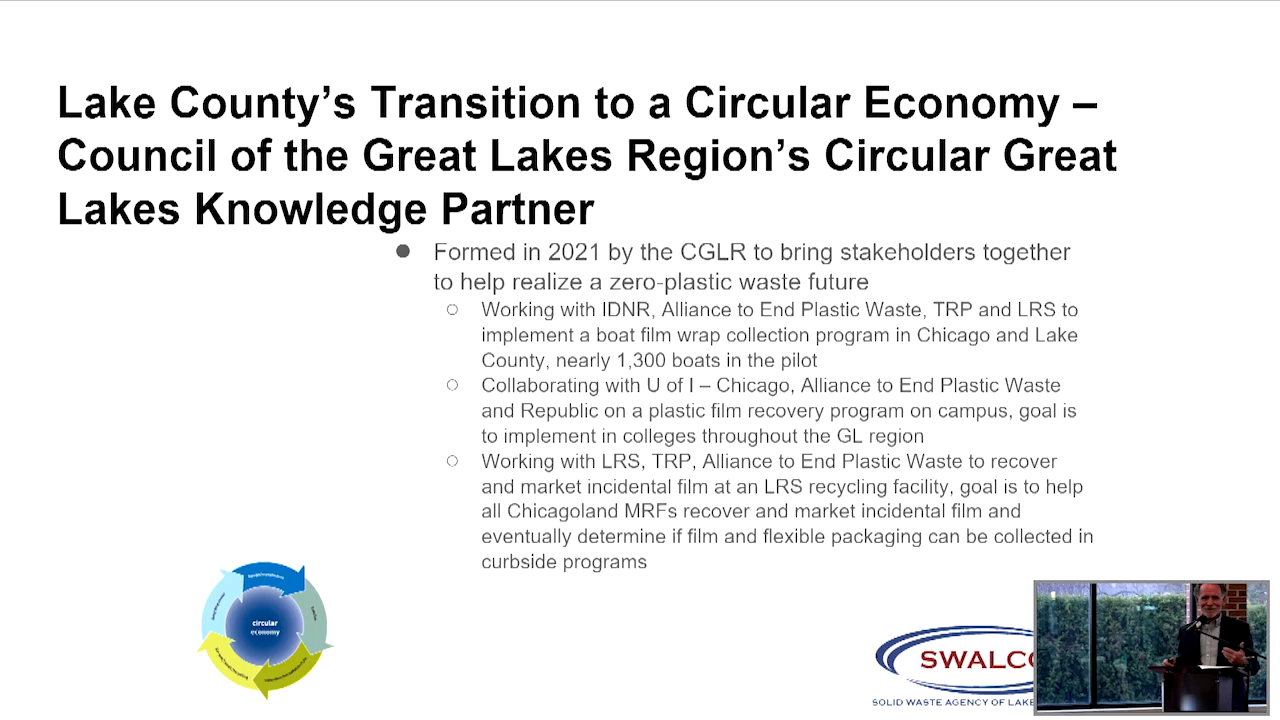 Lake County’s Transition to a Circular Economy –
Council of the Great Lakes Region’s Circular Great
Lakes Knowledge Partner
● Formed in 2021 by the CGLR to bring stakeholders together
to help realize a zero-plastic waste future
○ Working with IDNR, Alliance to End Plastic Waste, TRP and LRS to
implement a boat film wrap collection program in Chicago and Lake
County, nearly 1,300 boats in the pilot
○ Collaborating with U of I – Chicago, Alliance to End Plastic Waste
and Republic on a plastic film recovery program on campus, goal is
to implement in colleges throughout the GL region
○ Working with LRS, TRP, Alliance to End Plastic Waste to recover
and market incidental film at an LRS recycling facility, goal is to help
all Chicagoland MRFs recover and market incidental film and
eventually determine if film and flexible packaging can be collected in
curbside programs
circular
economy
SWALC
SOLID WASTE AGENCY OF LAKE